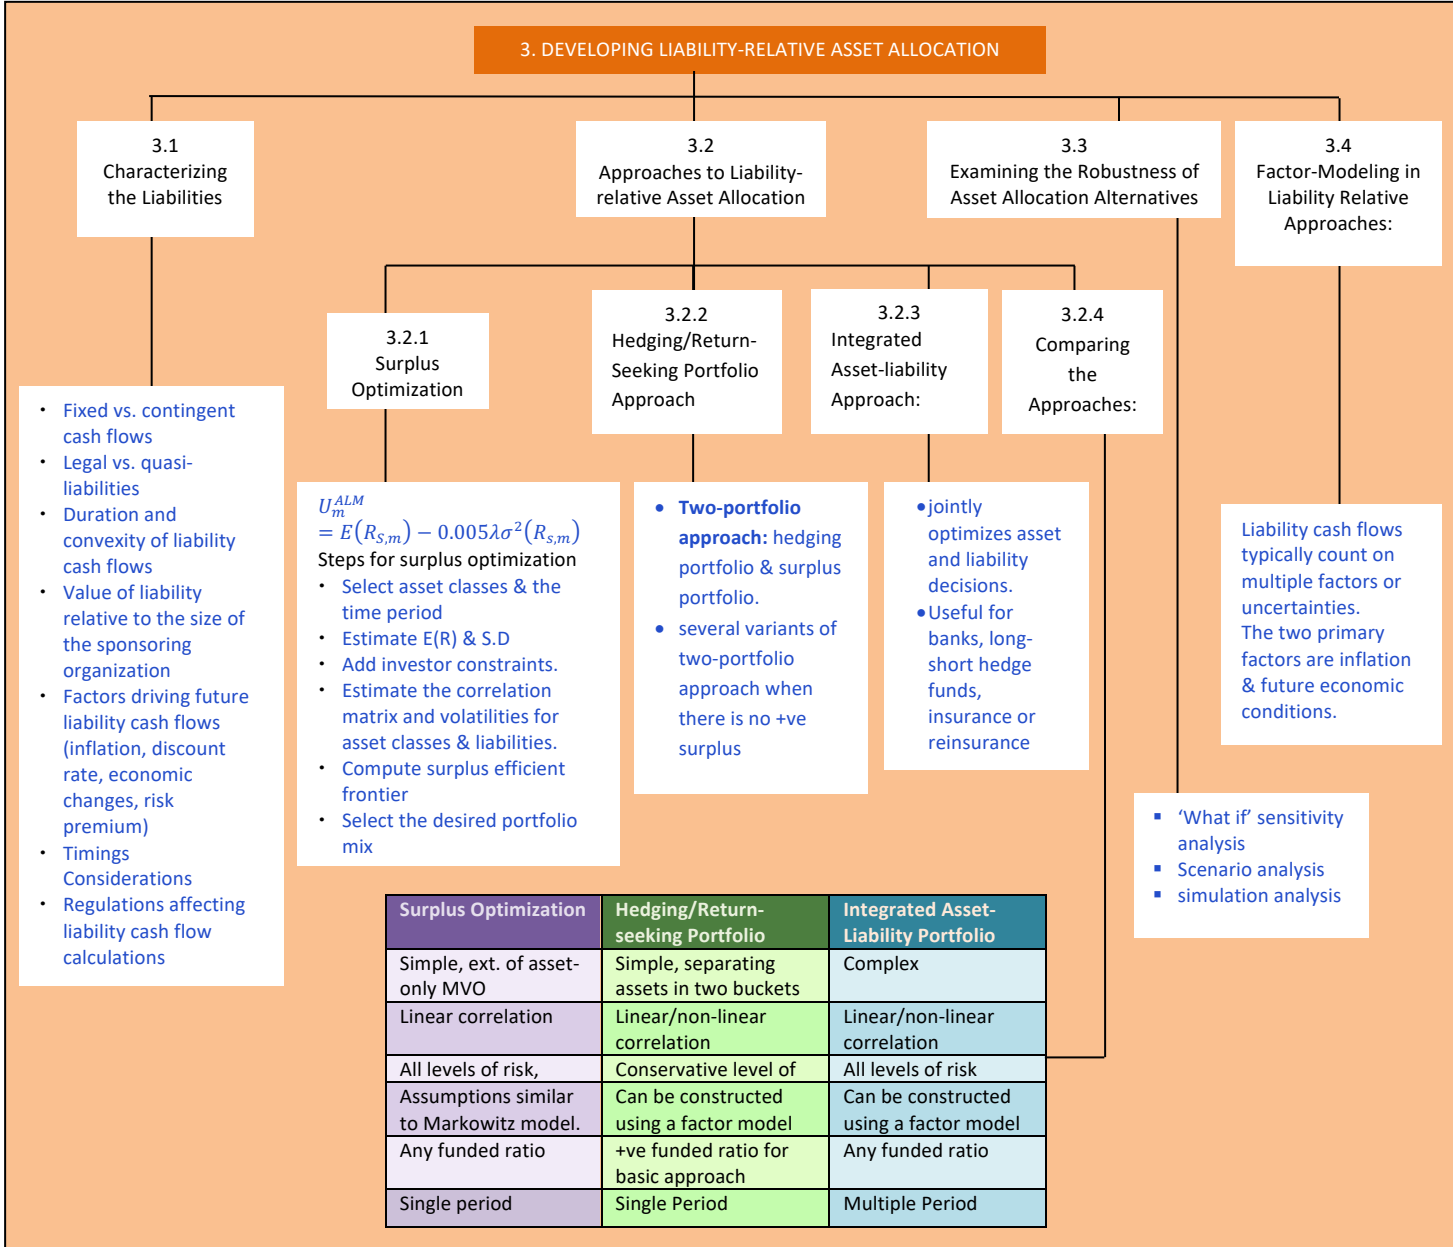 3. DEVELOPING LIABILITY-RELATIVE ASSET ALLOCATION
3.1
Characterizing
the Liabilities
3.2
Approaches to Liability-
relative Asset Allocation
3.3
Examining the Robustness of
Asset Allocation Alternatives
3.4
Factor-Modeling in
Liability Relative
Approaches:
3.2.1
Surplus
Optimization
3.2.2
Hedging/Return-
Seeking Portfolio
Approach
3.2.3
Integrated
Asset-liability
Approach:
3.2.4
Comparing
the
Approaches:
• Fixed vs. contingent
cash flows
• Legal vs. quasi-
liabilities
• Duration and
convexity of liability
cash flows
• Value of liability
relative to the size of
the sponsoring
organization
• Factors driving future
liability cash flows
(inflation, discount
rate, economic
changes, risk
premium)
• Timings
Considerations
• Regulations affecting
liability cash flow
calculations
U_m^{ALM}
= E(R_{S,m}) − 0.005λσ²(R_{s,m})
Steps for surplus optimization
• Select asset classes & the
time period
• Estimate E(R) & S.D
• Add investor constraints.
• Estimate the correlation
matrix and volatilities for
asset classes & liabilities.
• Compute surplus efficient
frontier
• Select the desired portfolio
mix
• Two-portfolio
approach: hedging
portfolio & surplus
portfolio.
• several variants of
two-portfolio
approach when
there is no +ve
surplus
• jointly
optimizes asset
and liability
decisions.
• Useful for
banks, long-
short hedge
funds,
insurance or
reinsurance
Liability cash flows
typically count on
multiple factors or
uncertainties.
The two primary
factors are inflation
& future economic
conditions.
▪ ‘What if’ sensitivity
analysis
▪ Scenario analysis
▪ simulation analysis
Surplus Optimization
Hedging/Return-
seeking Portfolio
Integrated Asset-
Liability Portfolio
Simple, ext. of asset-
only MVO
Simple, separating
assets in two buckets
Complex
Linear correlation
Linear/non-linear
correlation
Linear/non-linear
correlation
All levels of risk,
Conservative level of
All levels of risk
Assumptions similar
to Markowitz model.
Can be constructed
using a factor model
Can be constructed
using a factor model
Any funded ratio
+ve funded ratio for
basic approach
Any funded ratio
Single period
Single Period
Multiple Period